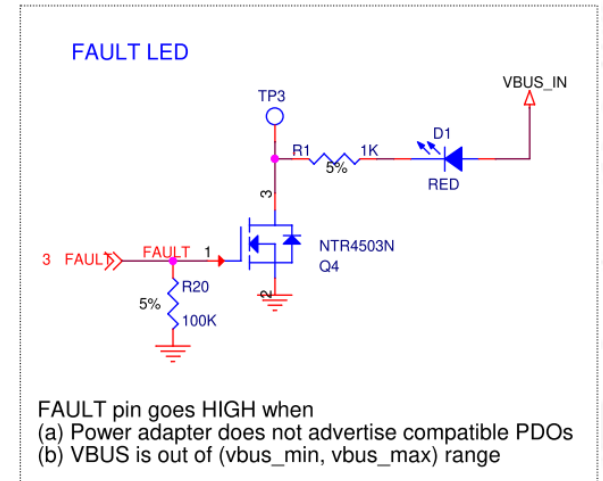 FAULT LED
VBUS_IN
TP3
D1
R1
1K
5%
RED
3
3 FAULT
FAULT
1
NTR4503N
Q4
2
R20
5%
100K
FAULT pin goes HIGH when
(a) Power adapter does not advertise compatible PDOs
(b) VBUS is out of (vbus_min, vbus_max) range